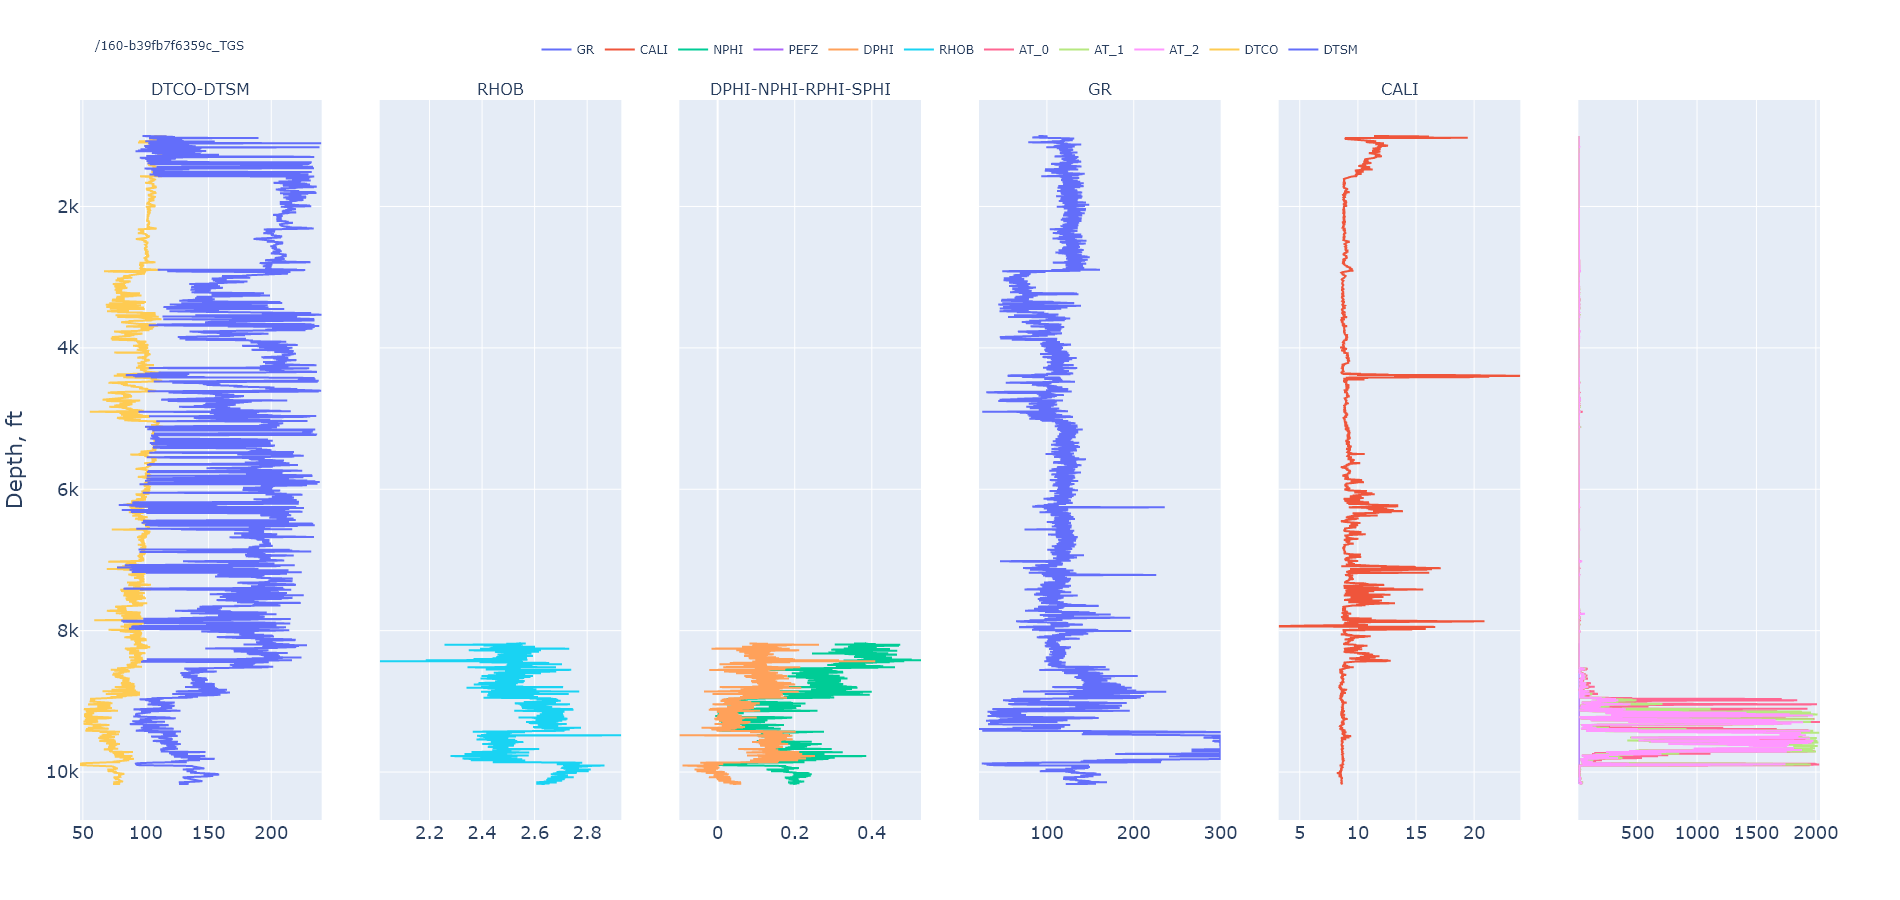 /160-b39fb7f6359c_TGS
GR CALI NPHI PEFZ DPHI RHOB AT_0 AT_1 AT_2 DTCO DTSM
DTCO-DTSM RHOB DPHI-NPHI-RPHI-SPHI GR CALI
Depth, ft
2k
4k
6k
8k
10k
50 100 150 200 2.2 2.4 2.6 2.8 0 0.2 0.4 100 200 300 5 10 15 20 500 1000 1500 2000